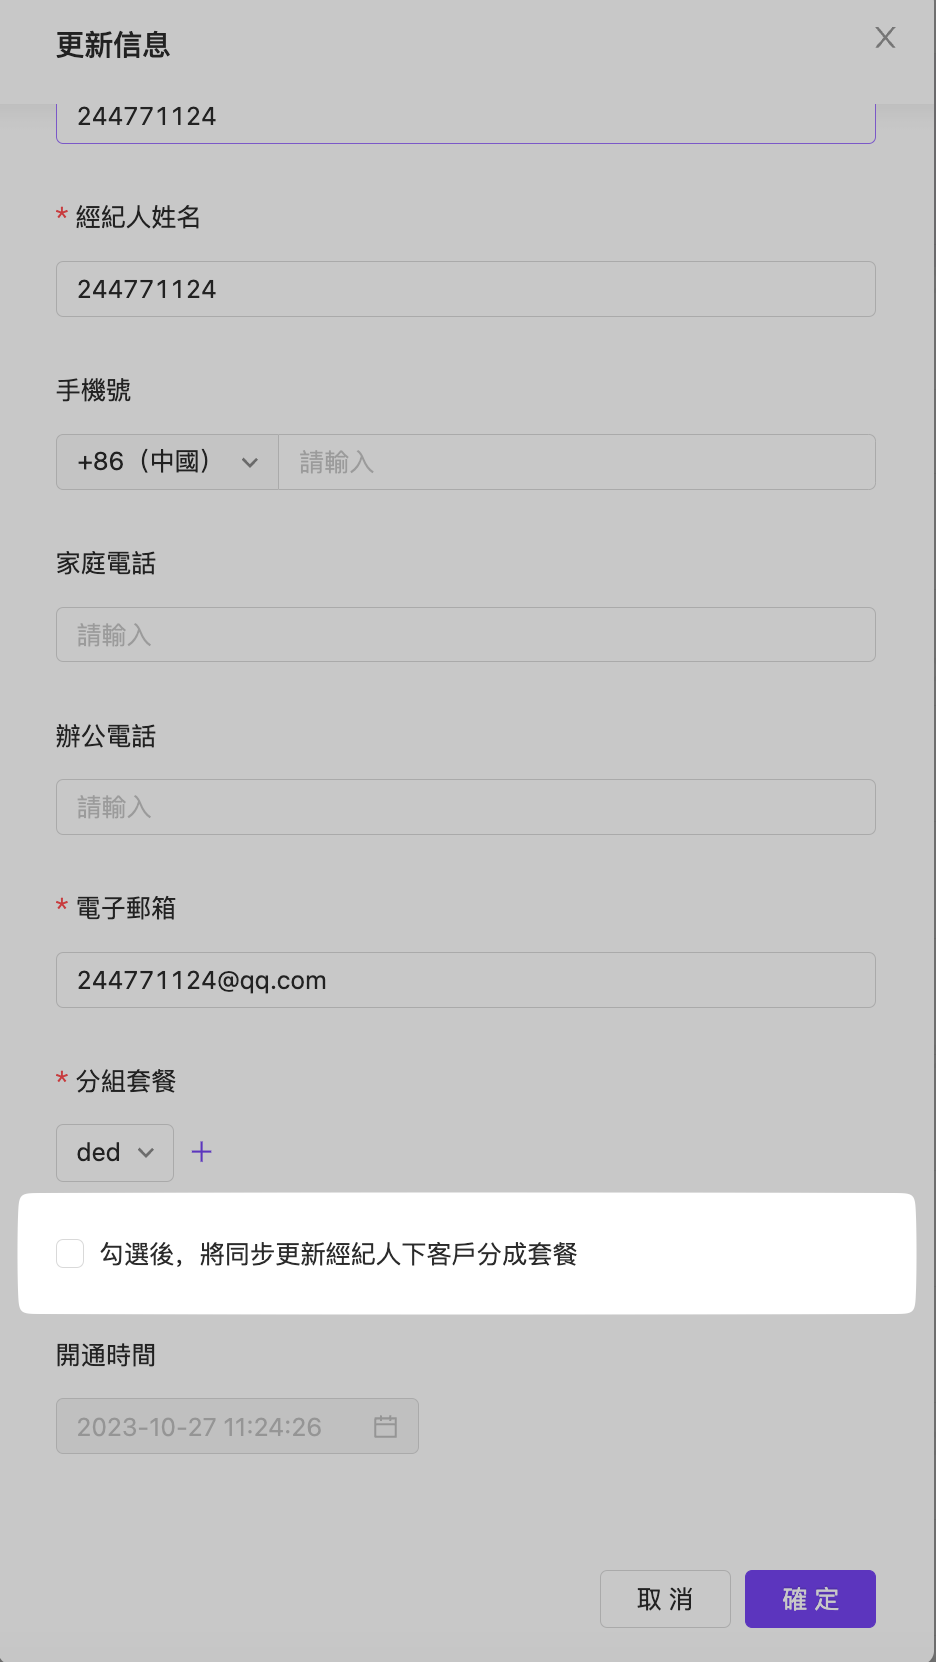 更新信息
244771124
* 經紀人姓名
244771124
手機號
+86（中國） 請輸入
家庭電話
請輸入
辦公電話
請輸入
* 電子郵箱
244771124@qq.com
* 分組套餐
ded
勾選後，將同步更新經紀人下客戶分成套餐
開通時間
2023-10-27 11:24:26
取 消 確 定